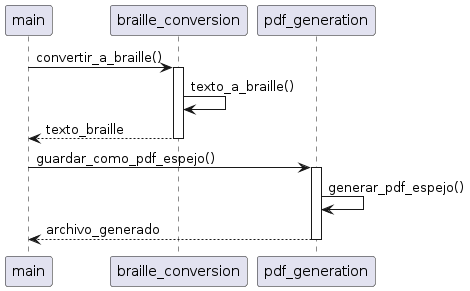 main braille_conversion pdf_generation
convertir_a_braille()
texto_a_braille()
texto_braille
guardar_como_pdf_espejo()
generar_pdf_espejo()
archivo_generado
main braille_conversion pdf_generation